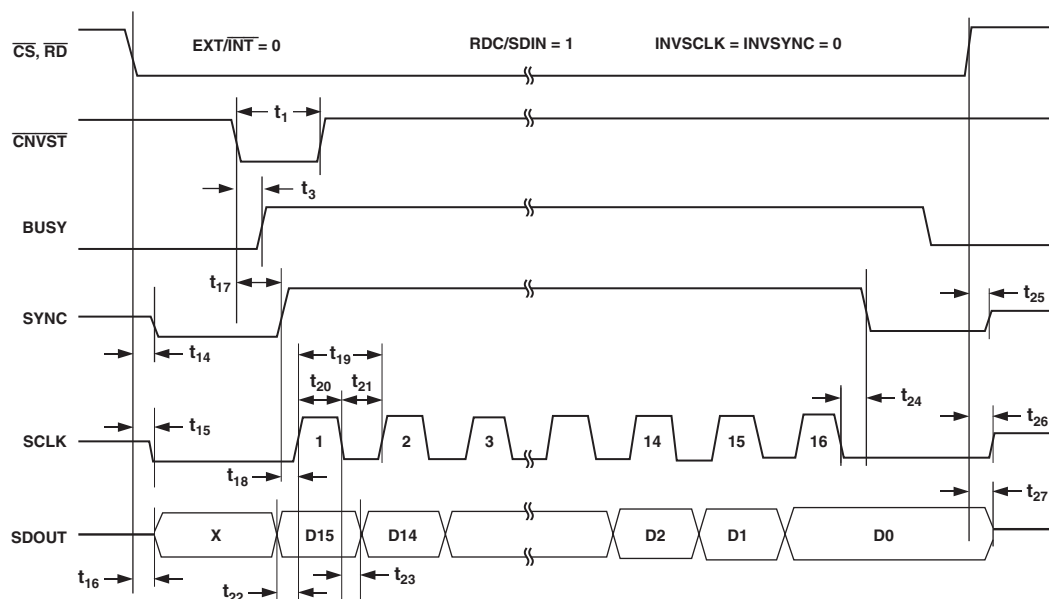 CS, RD
EXT/INT = 0
RDC/SDIN = 1
INVSCLK = INVSYNC = 0
CNVST
t1
t3
BUSY
t17
SYNC
t25
t14
t19
t20
t21
t24
SCLK
t15
1
2
3
14
15
16
t26
t18
t27
SDOUT
X
D15
D14
D2
D1
D0
t16
t22
t23